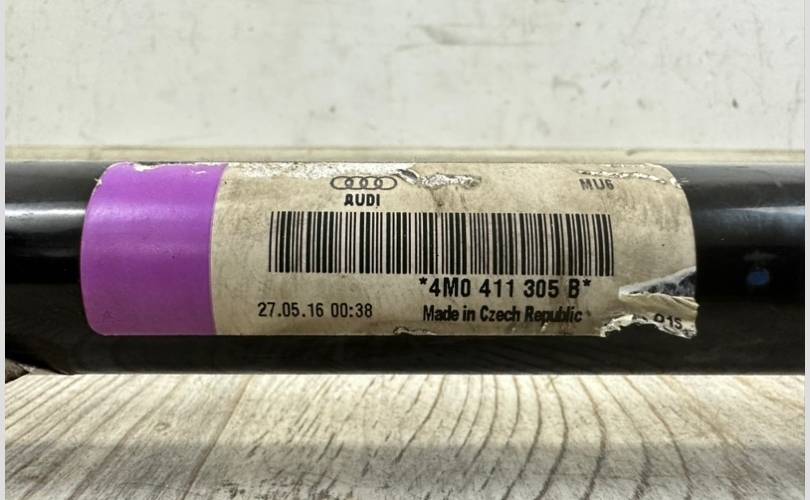 MU6
AUDI
*4M0 411 305 B*
27.05.16 00:38
Made in Czech Republic